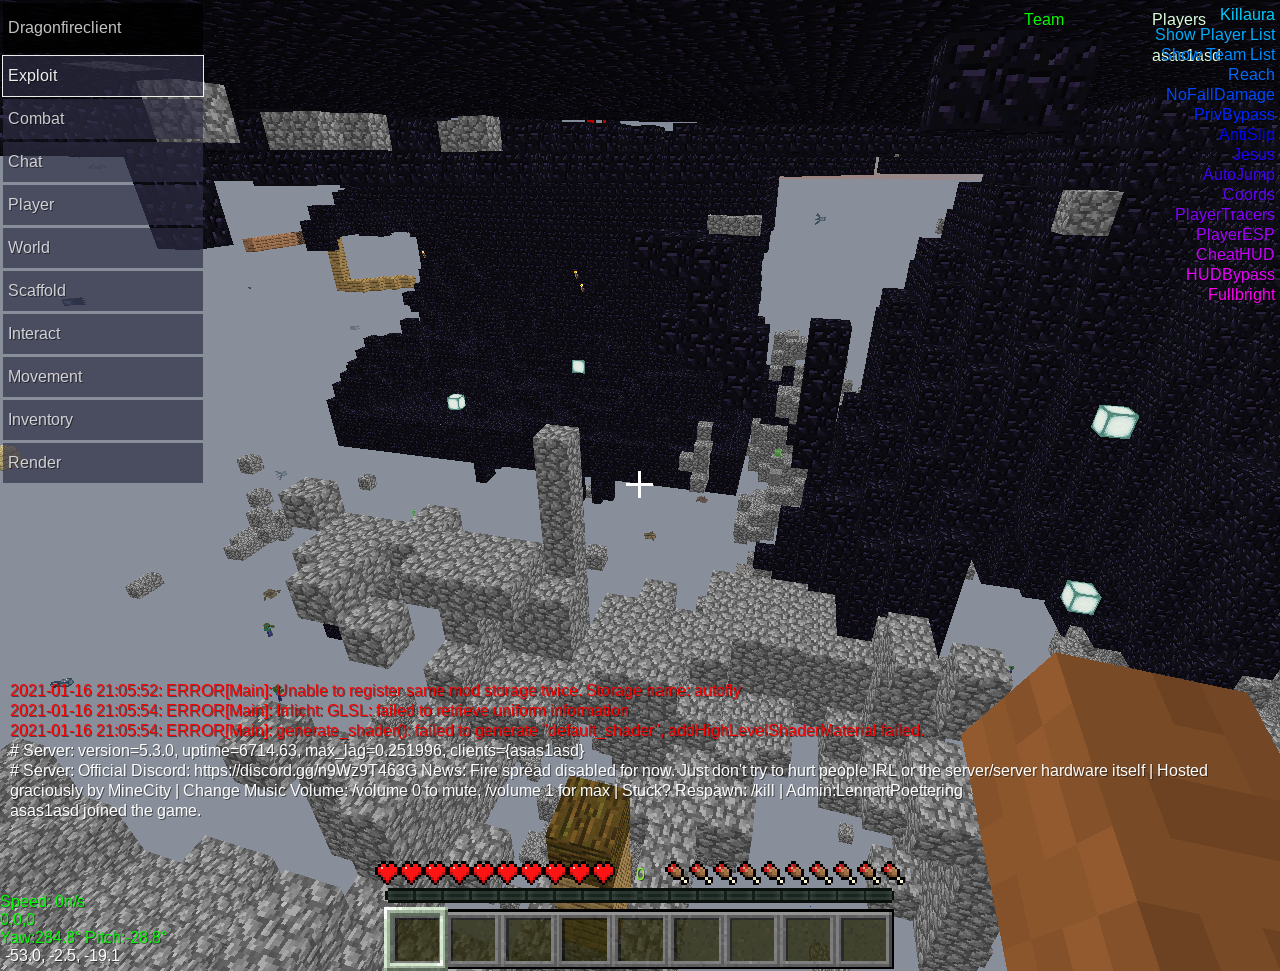 Dragonfireclient
Exploit
Combat
Chat
Player
World
Scaffold
Interact
Movement
Inventory
Render
Team
Players
asas1asd
Killaura
Show Player List
Show Team List
Reach
NoFallDamage
PrivBypass
AntiSlip
Jesus
AutoJump
Coords
PlayerTracers
PlayerESP
CheatHUD
HUDBypass
Fullbright
2021-01-16 21:05:52: ERROR[Main]: Unable to register same mod storage twice. Storage name: autofly
2021-01-16 21:05:54: ERROR[Main]: Irrlicht: GLSL: failed to retrieve uniform information
2021-01-16 21:05:54: ERROR[Main]: generate_shader(): failed to generate "default_shader", addHighLevelShaderMaterial failed.
# Server: version=5.3.0, uptime=6714.63, max_lag=0.251996, clients={asas1asd}
# Server: Official Discord: https://discord.gg/n9Wz9T463G News: Fire spread disabled for now. Just don't try to hurt people IRL or the server/server hardware itself | Hosted
graciously by MineCity | Change Music Volume: /volume 0 to mute, /volume 1 for max | Stuck? Respawn: /kill | Admin:LennartPoettering
asas1asd joined the game.
0
Speed: 0n/s
0,0,0
Yaw:284.8° Pitch:-28.8°
-53.0, -2.5, -19.1